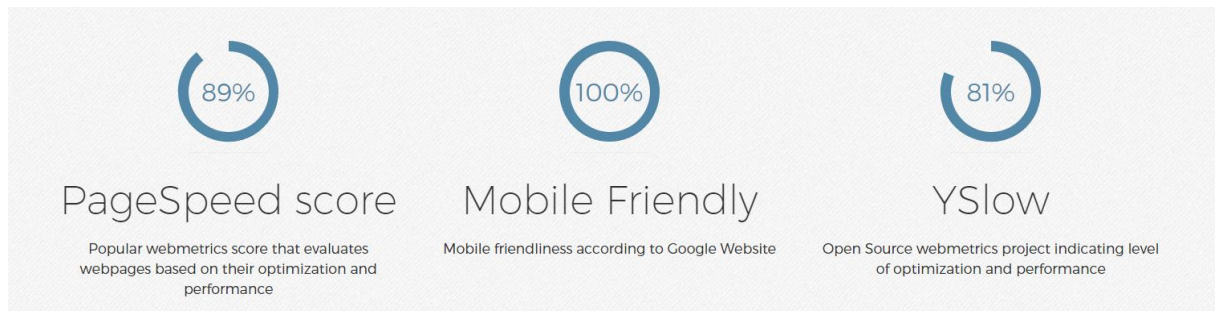 89%
100%
81%
PageSpeed score
Mobile Friendly
YSlow
Popular webmetrics score that evaluates
webpages based on their optimization and
performance
Mobile friendliness according to Google Website
Open Source webmetrics project indicating level
of optimization and performance